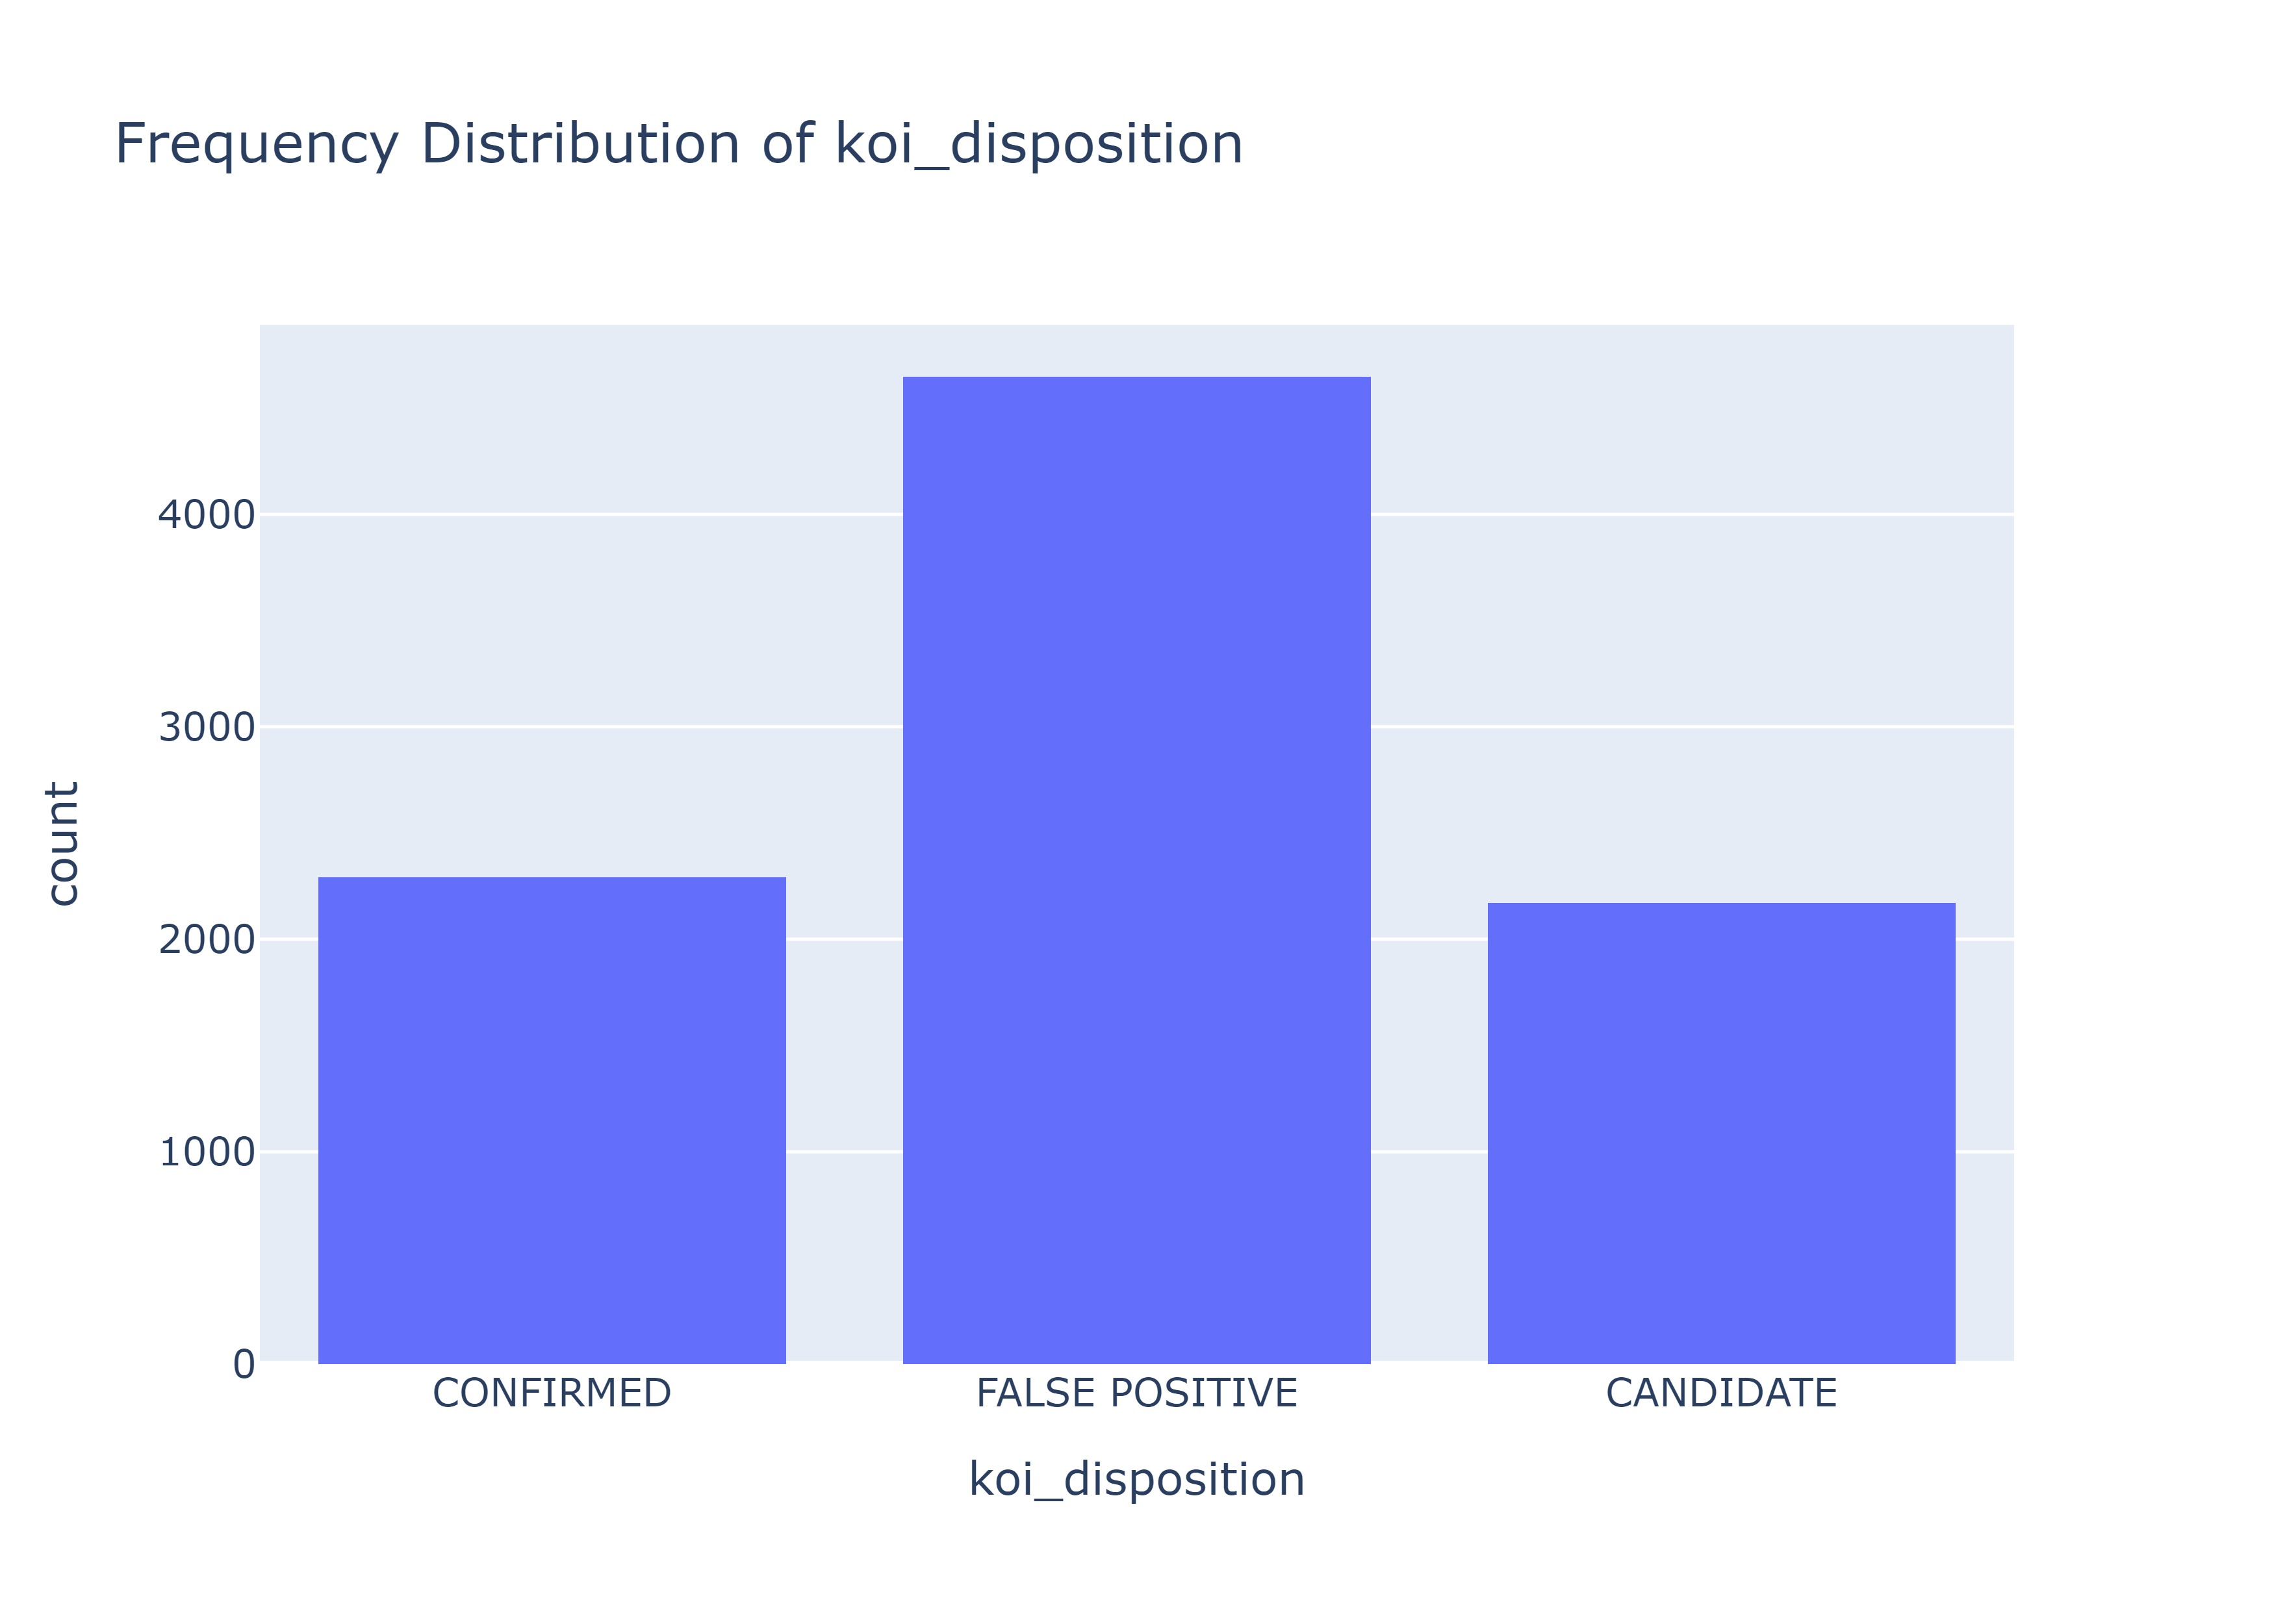 Frequency Distribution of koi_disposition
4000
3000
2000
1000
0
count
CONFIRMED
FALSE POSITIVE
CANDIDATE
koi_disposition